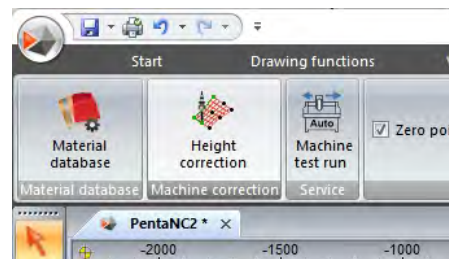 Start Drawing functions
Material database
Height correction
Auto
Machine test run
Zero
Material database Machine correction Service
PentaNC2 * ×
-2000 -1500 -1000